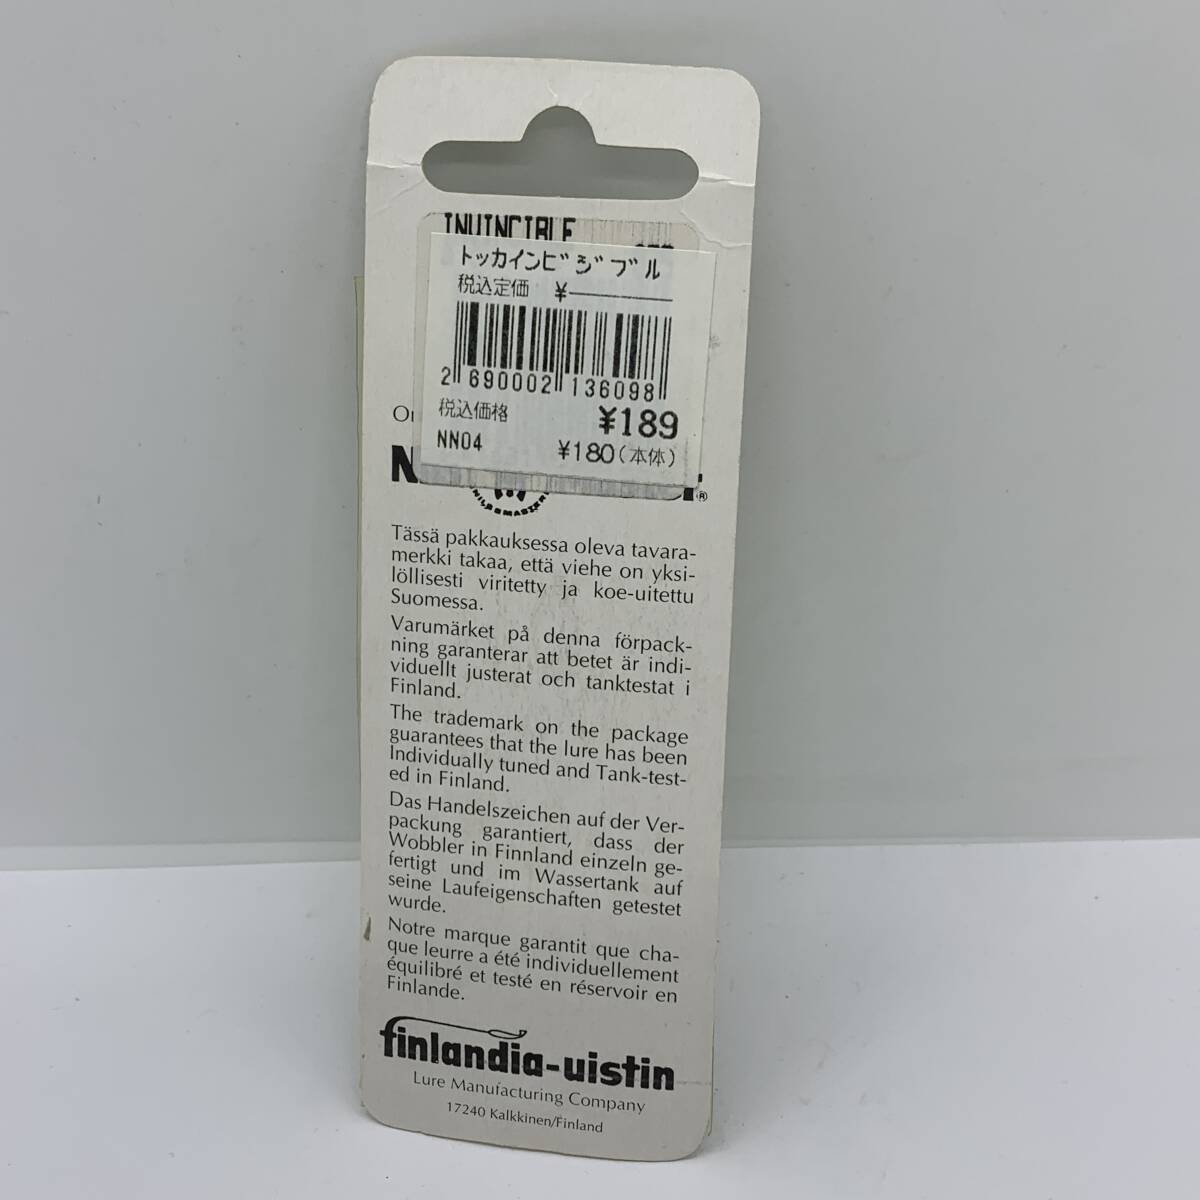 INVINCIBLE
トッカインビジブル
税込定価 ¥
2 690002 136098
税込価格 ¥189
NN04 ¥180(本体)
®
Tässä pakkauksessa oleva tavara-
merkki takaa, että viehe on yksi-
löllisesti viritetty ja koe-uitettu
Suomessa.
Varumärket på denna förpack-
ning garanterar att betet är indi-
viduellt justerat och tanktestat i
Finland.
The trademark on the package
guarantees that the lure has been
Individually tuned and Tank-test-
ed in Finland.
Das Handelszeichen auf der Ver-
packung garantiert, dass der
Wobbler in Finnland einzeln ge-
fertigt und im Wassertank auf
seine Laufeigenschaften getestet
wurde.
Notre marque garantit que cha-
que leurre a été individuellement
équilibré et testé en réservoir en
Finlande.
finlandia-uistin
Lure Manufacturing Company
17240 Kalkkinen/Finland